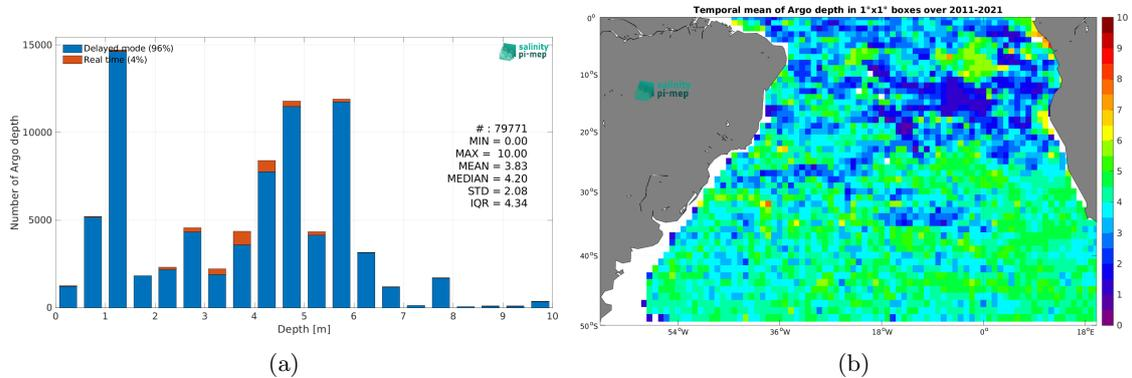 15000
10000
5000
0
Number of Argo depth
Delayed mode (96%)
Real time (4%)
salinity
pi-mep
# : 79771
MIN = 0.00
MAX = 10.00
MEAN = 3.83
MEDIAN = 4.20
STD = 2.08
IQR = 4.34
0 1 2 3 4 5 6 7 8 9 10
Depth [m]
(a)
Temporal mean of Argo depth in 1°x1° boxes over 2011-2021
0°
10°S
20°S
30°S
40°S
50°S
salinity
pi-mep
54°W 36°W 18°W 0° 18°E
10
9
8
7
6
5
4
3
2
1
0
(b)